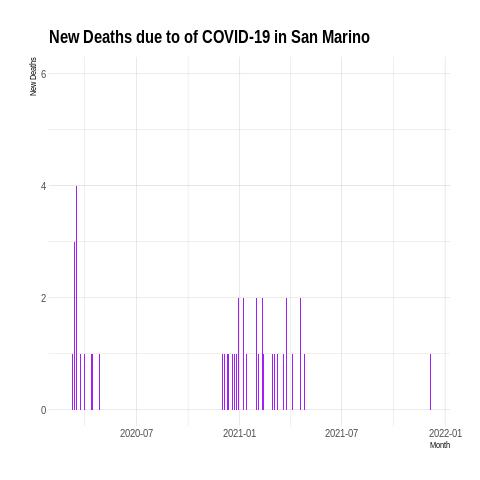 New Deaths due to of COVID-19 in San Marino
New Deaths
6
4
2
0
2020-07 2021-01 2021-07 2022-01
Month